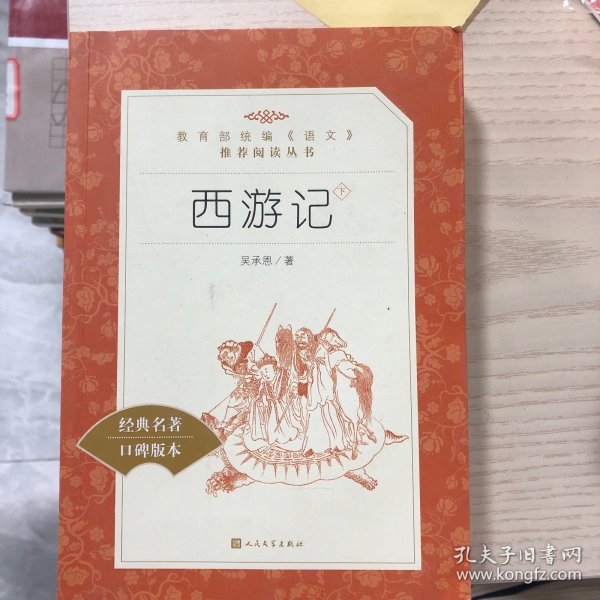 教育部统编《语文》
推荐阅读丛书
西游记 下
吴承恩／著
经典名著
口碑版本
人民文学出版社
孔夫子旧书网
www.kongfz.com